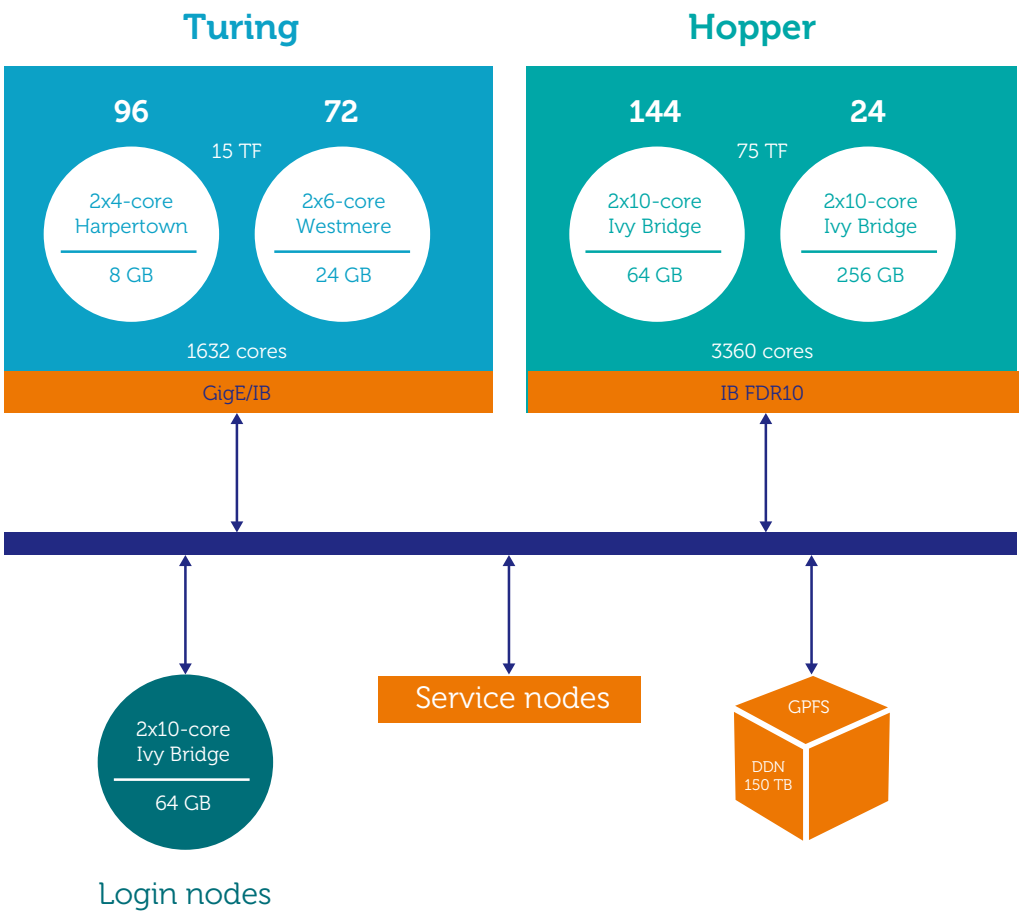 Turing
96
72
15 TF
2x4-core
Harpertown
8 GB
2x6-core
Westmere
24 GB
1632 cores
GigE/IB
Hopper
144
24
75 TF
2x10-core
Ivy Bridge
64 GB
2x10-core
Ivy Bridge
256 GB
3360 cores
IB FDR10
2x10-core
Ivy Bridge
64 GB
Login nodes
Service nodes
GPFS
DDN
150 TB